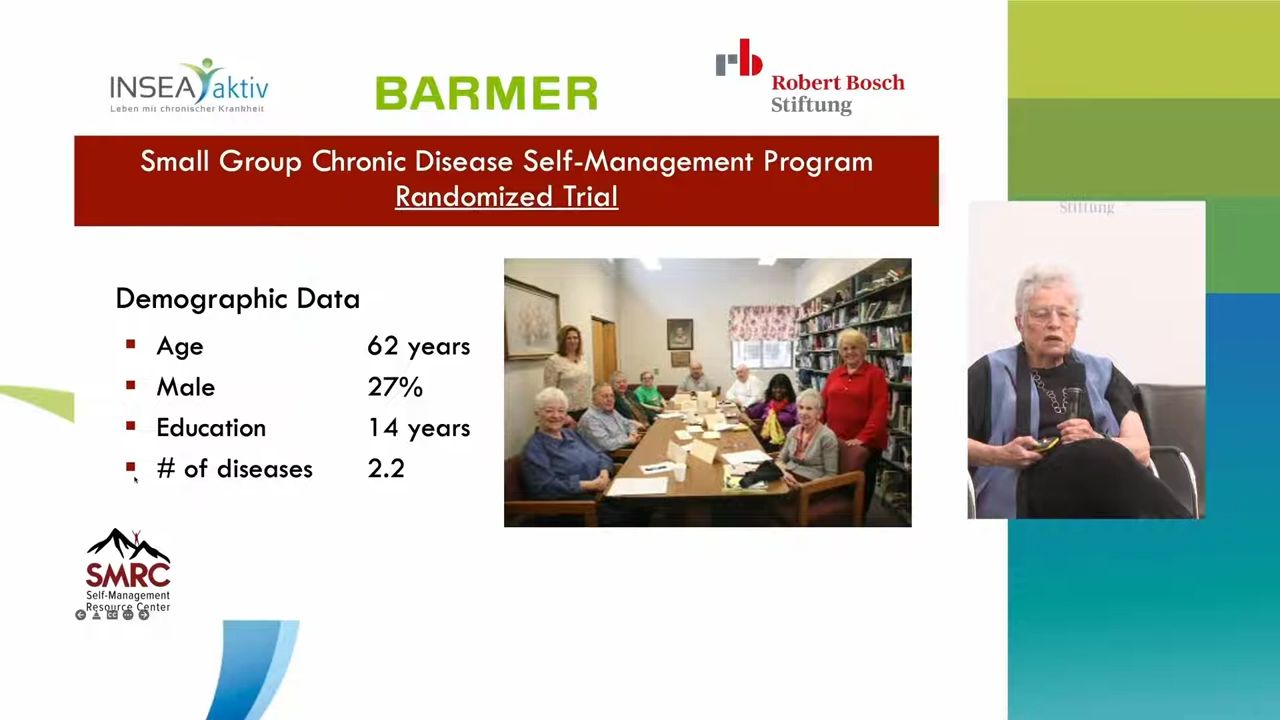 INSEA aktiv
Leben mit chronischer Krankheit
BARMER
rb
Robert Bosch
Stiftung
Small Group Chronic Disease Self-Management Program
Randomized Trial
Stiftung
Demographic Data
Age 62 years
Male 27%
Education 14 years
# of diseases 2.2
SMRC
Self-Management
Resource Center